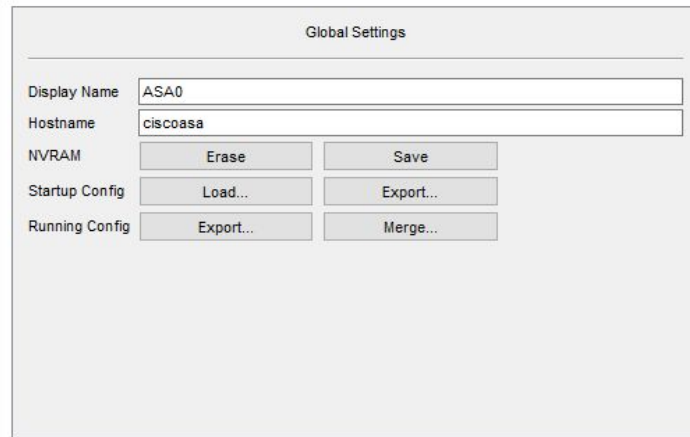 Global Settings
Display Name ASA0
Hostname ciscoasa
NVRAM Erase Save
Startup Config Load... Export...
Running Config Export... Merge...